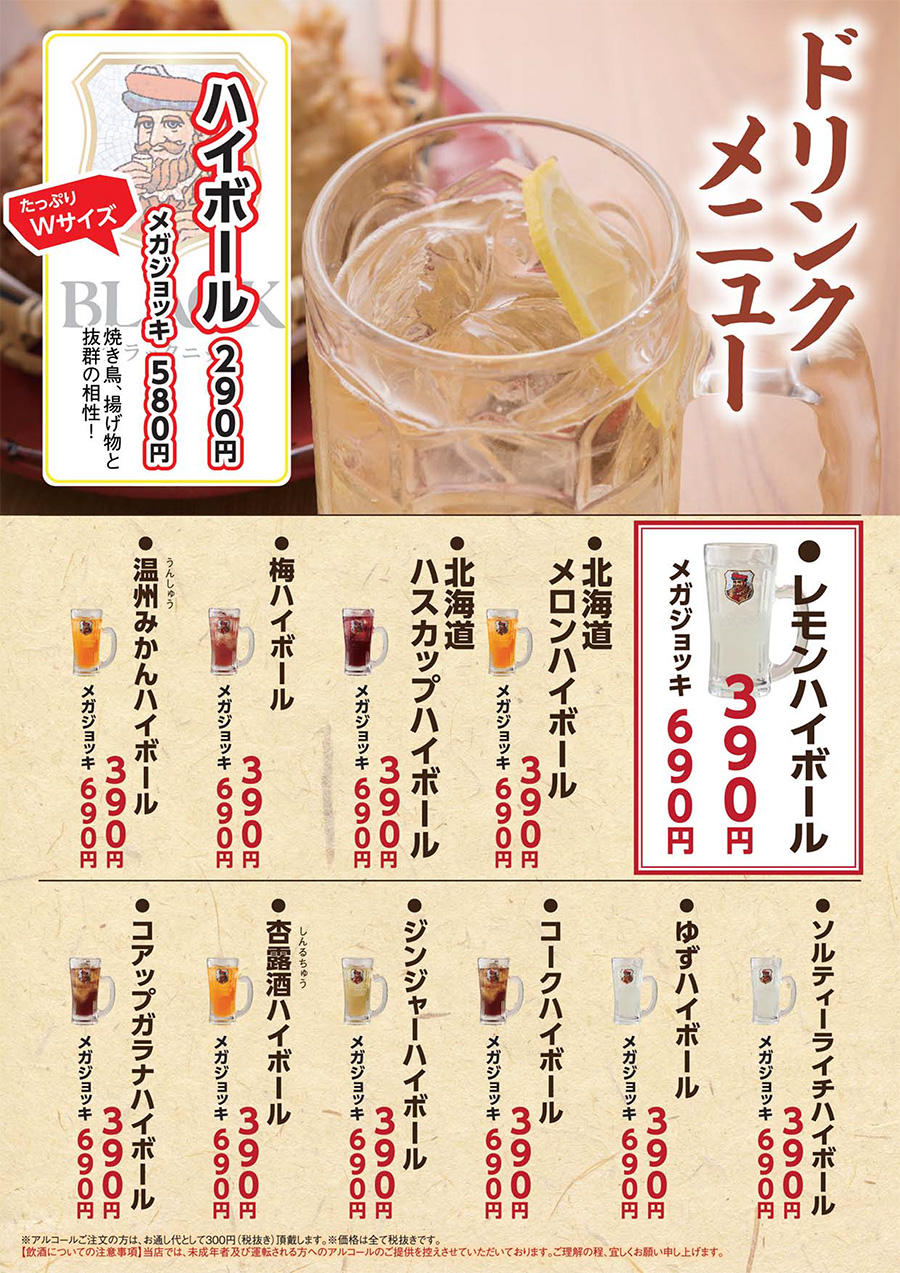 ドリンク
メニュー
ハイボール 290円
メガジョッキ 580円
たっぷり
Wサイズ
焼き鳥、揚げ物と
抜群の相性！
BLACK
●レモンハイボール
390円
メガジョッキ 690円
●北海道
メロンハイボール
390円
メガジョッキ 690円
●北海道
ハスカップハイボール
390円
メガジョッキ 690円
●梅ハイボール
390円
メガジョッキ 690円
うんしゅう
●温州みかんハイボール
390円
メガジョッキ 690円
●ソルティーライチハイボール
390円
メガジョッキ 690円
●ゆずハイボール
390円
メガジョッキ 690円
●コークハイボール
390円
メガジョッキ 690円
●ジンジャーハイボール
390円
メガジョッキ 690円
しんるちゅう
●杏露酒ハイボール
390円
メガジョッキ 690円
●コアップガラナハイボール
390円
メガジョッキ 690円
※アルコールご注文の方は、お通し代として300円（税抜き）頂戴します。※価格は全て税抜きです。
【飲酒についての注意事項】当店では、未成年者及び運転される方へのアルコールのご提供を控えさせていただいております。ご理解の程、宜しくお願い申し上げます。